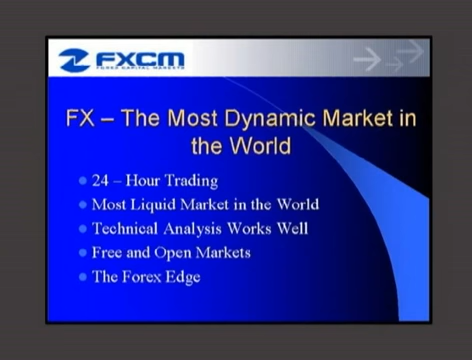 FXCM
FOREX CAPITAL MARKETS
FX – The Most Dynamic Market in
the World
24 – Hour Trading
Most Liquid Market in the World
Technical Analysis Works Well
Free and Open Markets
The Forex Edge